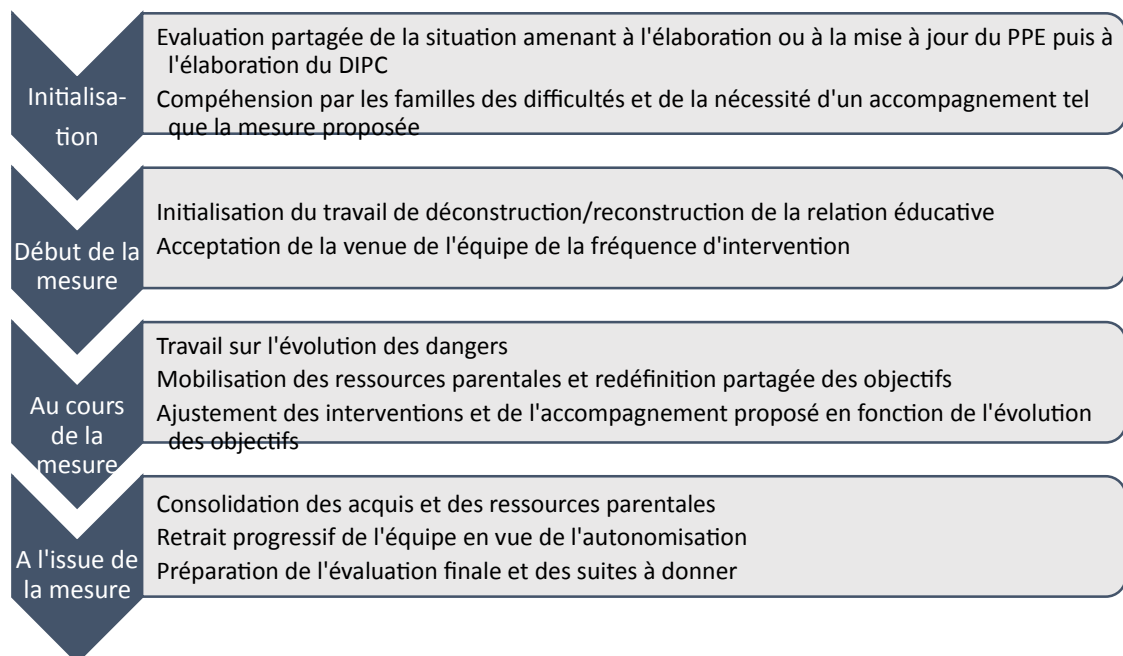 Initialisa-
tion
Evaluation partagée de la situation amenant à l'élaboration ou à la mise à jour du PPE puis à
l'élaboration du DIPC
Compéhension par les familles des difficultés et de la nécessité d'un accompagnement tel
que la mesure proposée
Début de la
mesure
Initialisation du travail de déconstruction/reconstruction de la relation éducative
Acceptation de la venue de l'équipe de la fréquence d'intervention
Au cours
de la
mesure
Travail sur l'évolution des dangers
Mobilisation des ressources parentales et redéfinition partagée des objectifs
Ajustement des interventions et de l'accompagnement proposé en fonction de l'évolution
des objectifs
A l'issue de
la mesure
Consolidation des acquis et des ressources parentales
Retrait progressif de l'équipe en vue de l'autonomisation
Préparation de l'évaluation finale et des suites à donner